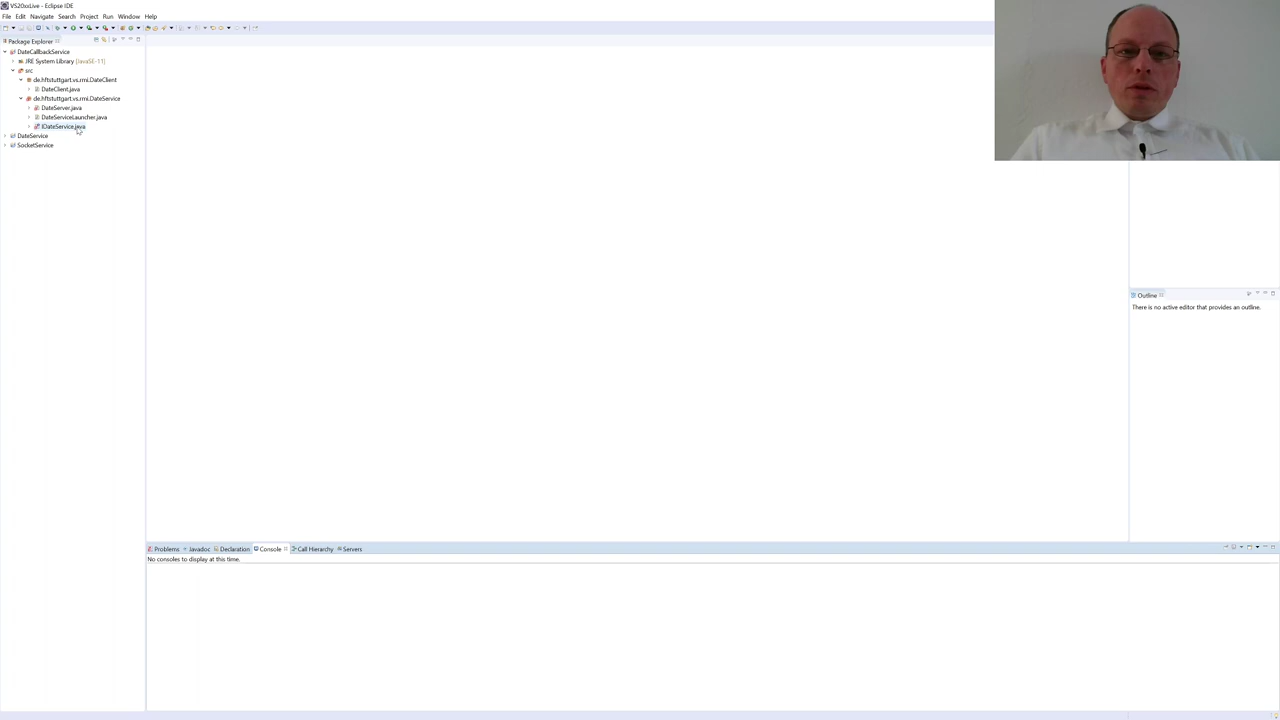 VS20xxLive - Eclipse IDE
File Edit Navigate Search Project Run Window Help
Package Explorer
DateCallbackService
JRE System Library [JavaSE-11]
src
de.hftstuttgart.vs.rmi.DateClient
DateClient.java
de.hftstuttgart.vs.rmi.DateService
DateServer.java
DateServiceLauncher.java
IDateService.java
DateService
SocketService
Outline
There is no active editor that provides an outline.
Problems Javadoc Declaration Console Call Hierarchy Servers
No consoles to display at this time.